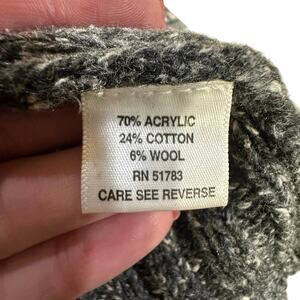 70% ACRYLIC
24% COTTON
6% WOOL
RN 51783
CARE SEE REVERSE